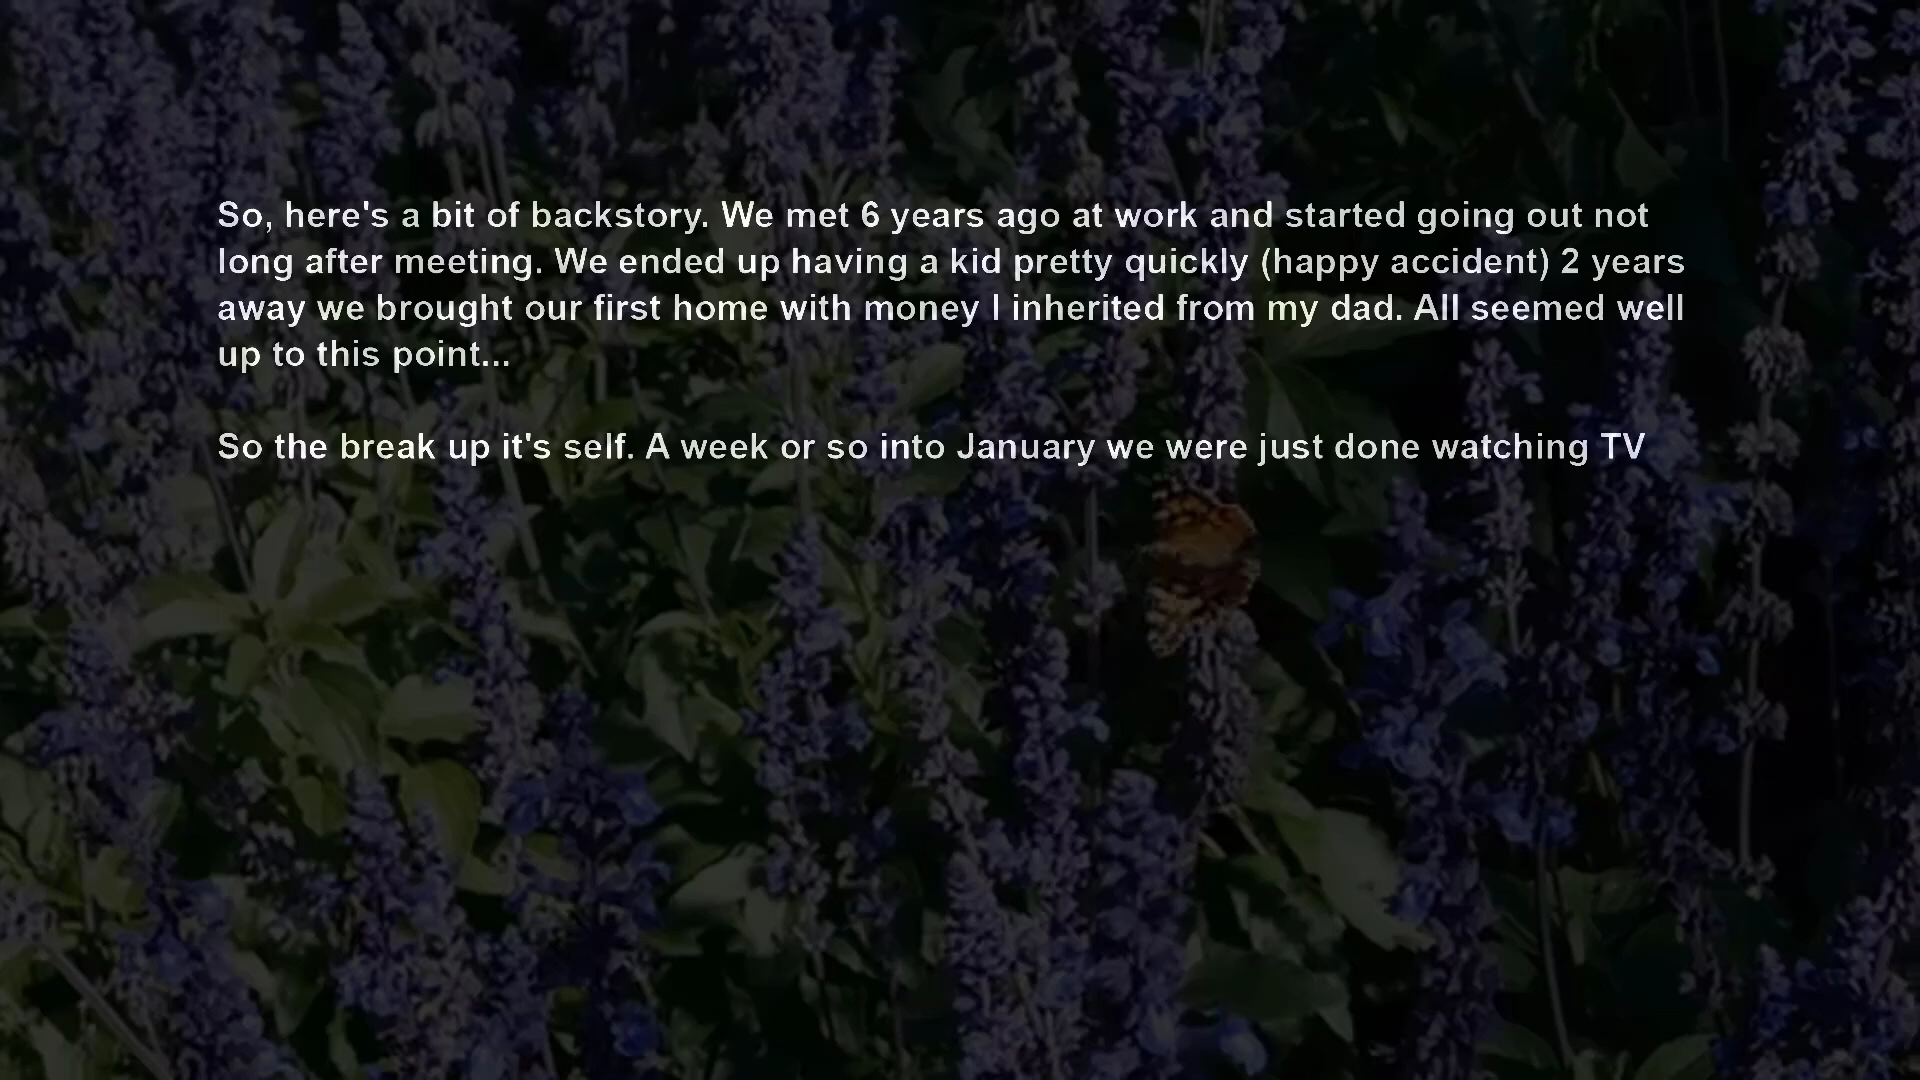 So, here's a bit of backstory. We met 6 years ago at work and started going out not
long after meeting. We ended up having a kid pretty quickly (happy accident) 2 years
away we brought our first home with money I inherited from my dad. All seemed well
up to this point...
So the break up it's self. A week or so into January we were just done watching TV